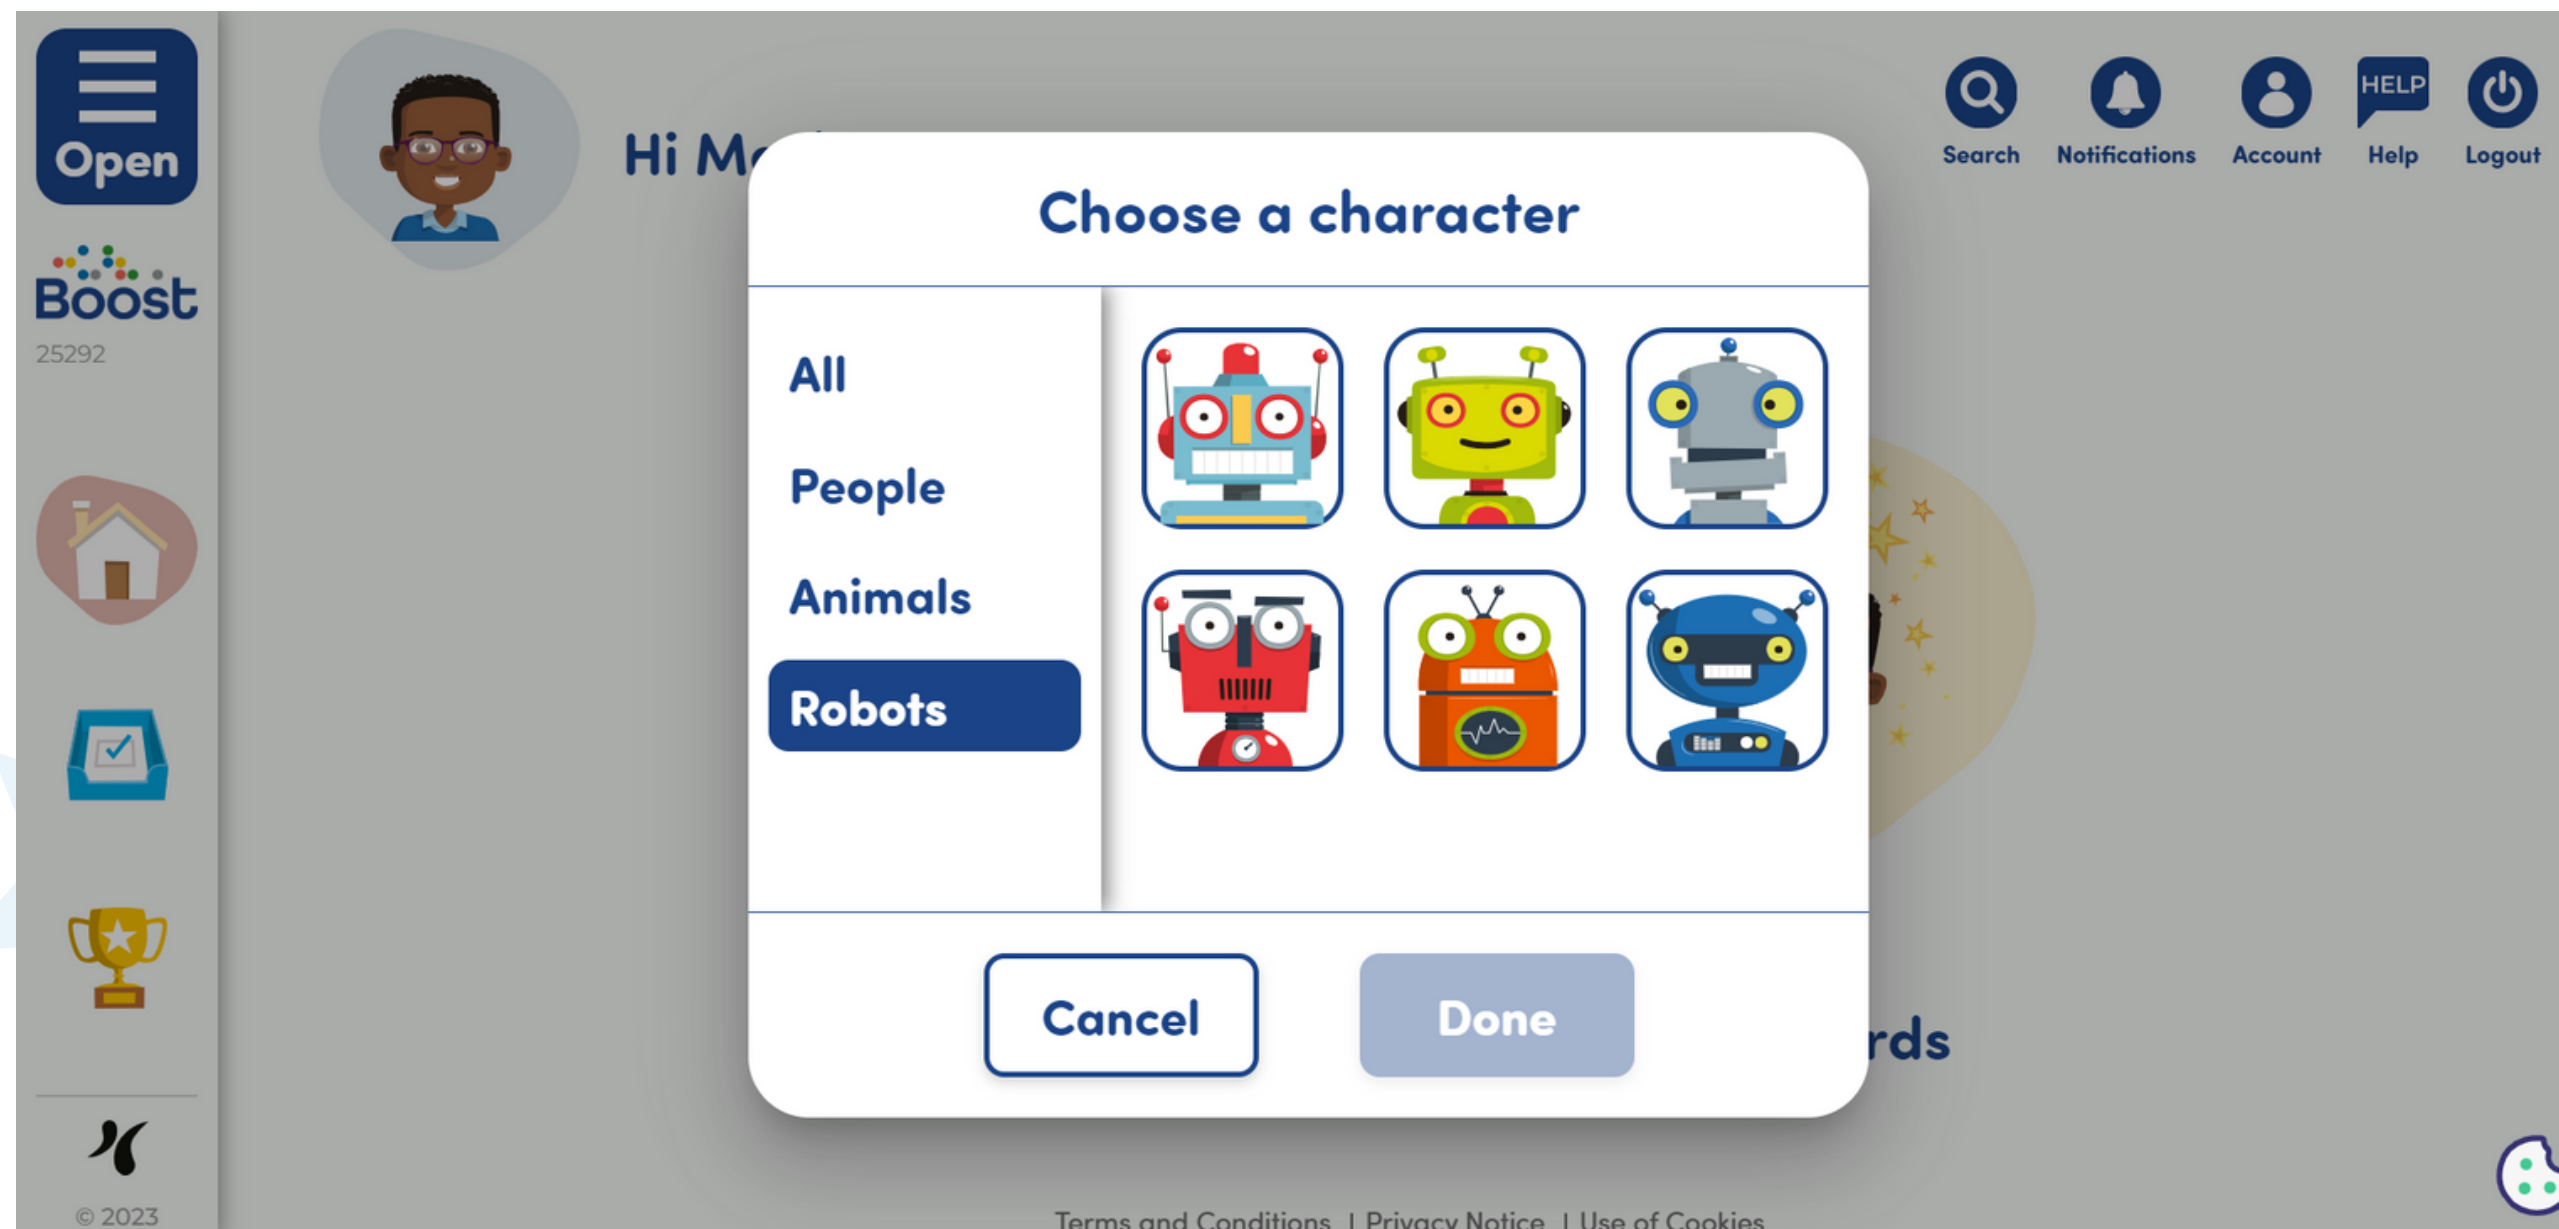 Open
Boost
25292
© 2023
Hi
Search
Notifications
Account
HELP
Help
Logout
Choose a character
All
People
Animals
Robots
Cancel
Done
Terms and Conditions | Privacy Notice | Use of Cookies